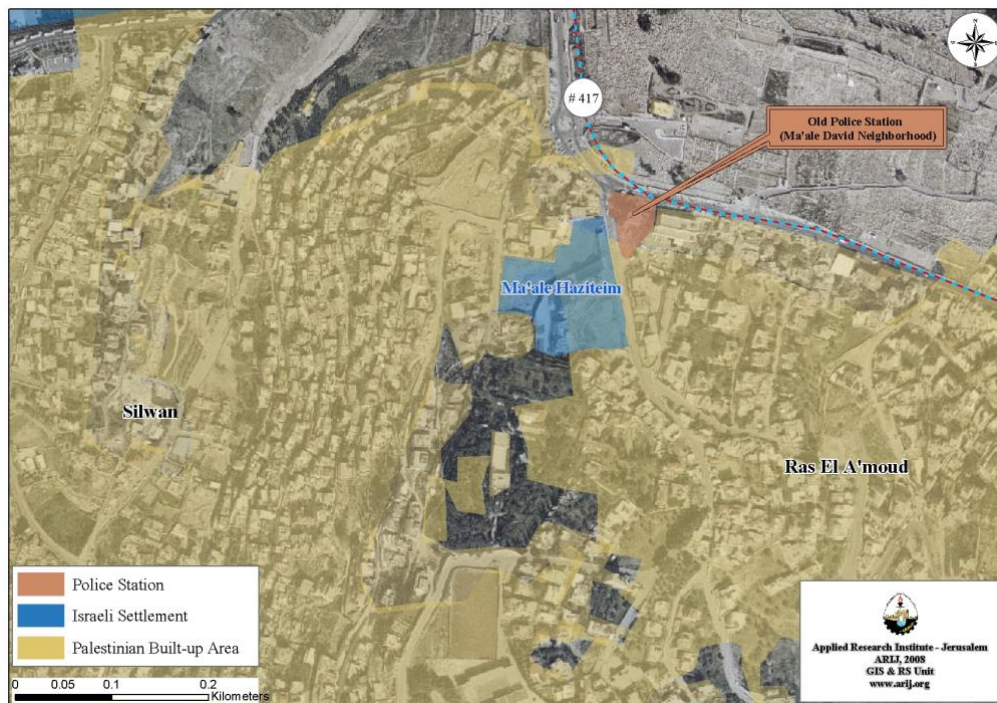 N
W
E
S
# 417
Old Police Station
(Ma'ale David Neighborhood)
Ma'ale Haziteim
Silwan
Ras El A'moud
Police Station
Israeli Settlement
Palestinian Built-up Area
0 0.05 0.1 0.2
Kilometers
Applied Research Institute - Jerusalem
ARIJ, 2008
GIS & RS Unit
www.arij.org